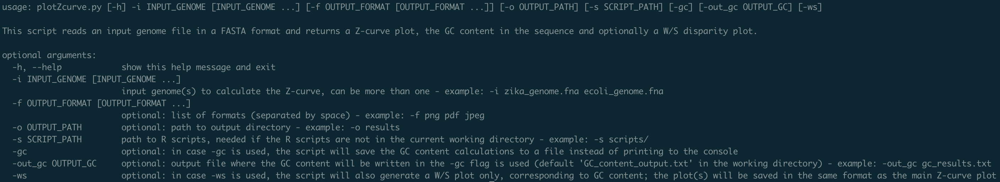 usage: plotZcurve.py [-h] -i INPUT_GENOME [INPUT_GENOME ...] [-f OUTPUT_FORMAT [OUTPUT_FORMAT ...]] [-o OUTPUT_PATH] [-s SCRIPT_PATH] [-gc] [-out_gc OUTPUT_GC] [-ws]
This script reads an input genome file in a FASTA format and returns a Z-curve plot, the GC content in the sequence and optionally a W/S disparity plot.
optional arguments:
-h, --help show this help message and exit
-i INPUT_GENOME [INPUT_GENOME ...]
input genome(s) to calculate the Z-curve, can be more than one - example: -i zika_genome.fna ecoli_genome.fna
-f OUTPUT_FORMAT [OUTPUT_FORMAT ...]
optional: list of formats (separated by space) - example: -f png pdf jpeg
-o OUTPUT_PATH optional: path to output directory - example: -o results
-s SCRIPT_PATH path to R scripts, needed if the R scripts are not in the current working directory - example: -s scripts/
-gc optional: in case -gc is used, the script will save the GC content calculations to a file instead of printing to the console
-out_gc OUTPUT_GC optional: output file where the GC content will be written in the -gc flag is used (default 'GC_content_output.txt' in the working directory) - example: -out_gc gc_results.txt
-ws optional: in case -ws is used, the script will also generate a W/S plot only, corresponding to GC content; the plot(s) will be saved in the same format as the main Z-curve plot